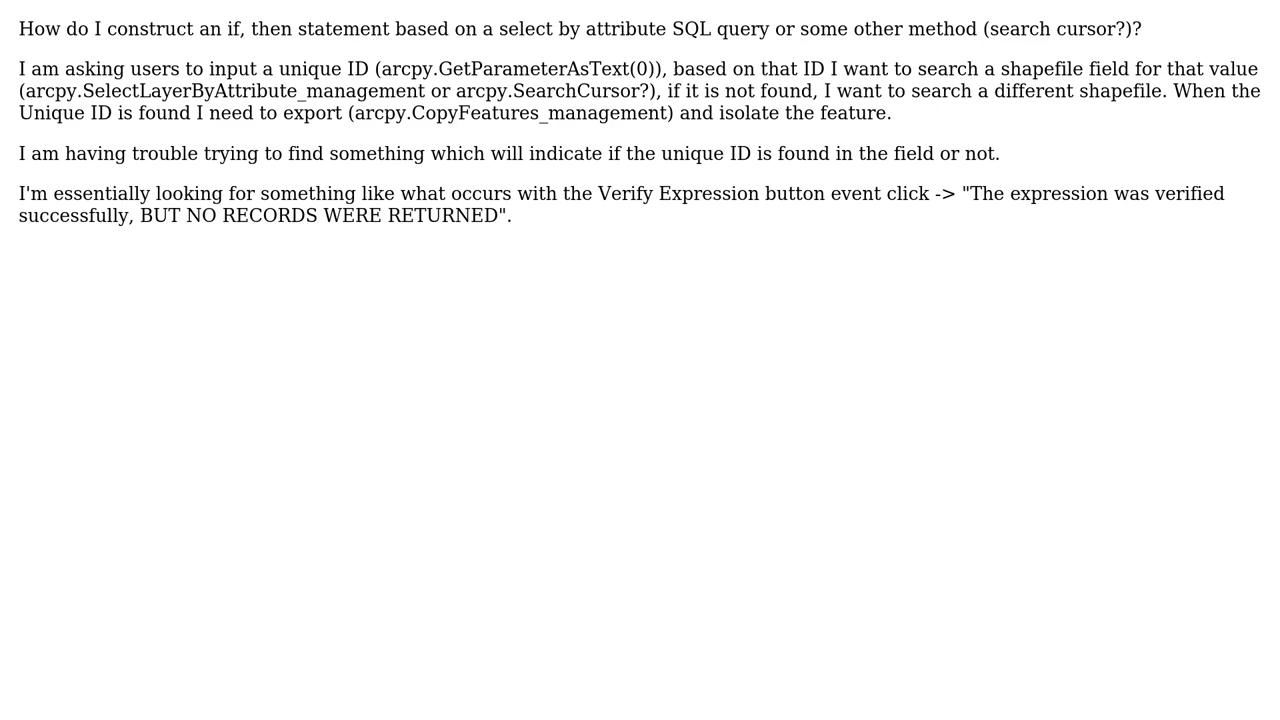 How do I construct an if, then statement based on a select by attribute SQL query or some other method (search cursor?)?
I am asking users to input a unique ID (arcpy.GetParameterAsText(0)), based on that ID I want to search a shapefile field for that value
(arcpy.SelectLayerByAttribute_management or arcpy.SearchCursor?), if it is not found, I want to search a different shapefile. When the
Unique ID is found I need to export (arcpy.CopyFeatures_management) and isolate the feature.
I am having trouble trying to find something which will indicate if the unique ID is found in the field or not.
I'm essentially looking for something like what occurs with the Verify Expression button event click -> "The expression was verified
successfully, BUT NO RECORDS WERE RETURNED".